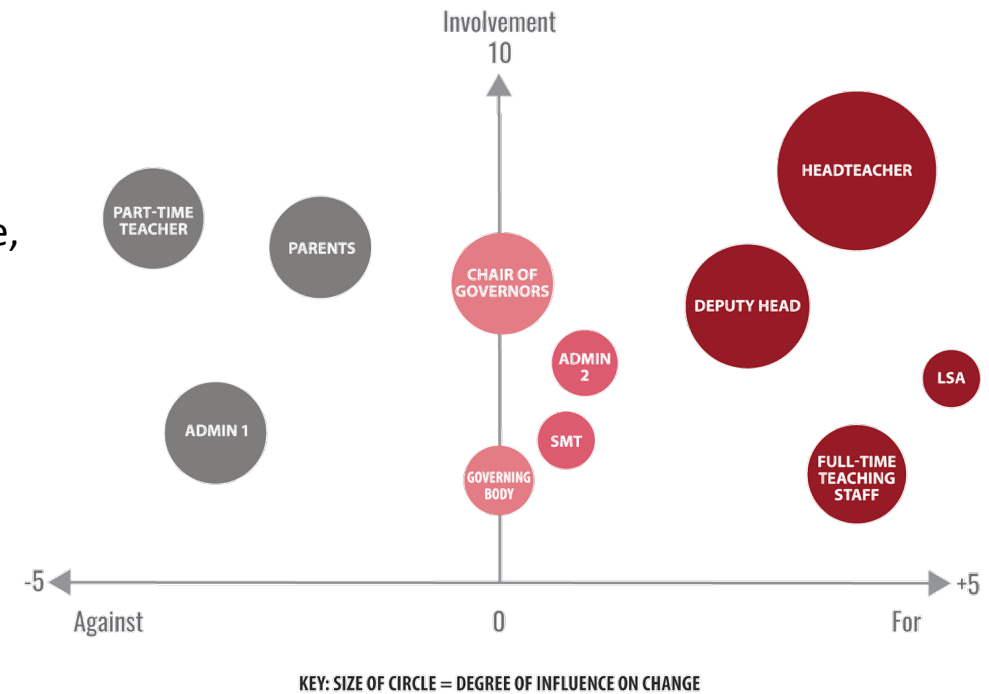 Involvement
10
HEADTEACHER
PART-TIME
TEACHER
e,
PARENTS
CHAIR OF
GOVERNORS
DEPUTY HEAD
ADMIN
2
LSA
ADMIN 1
SMT
FULL-TIME
TEACHING
STAFF
GOVERNING
BODY
-5
+5
Against
0
For
KEY: SIZE OF CIRCLE = DEGREE OF INFLUENCE ON CHANGE